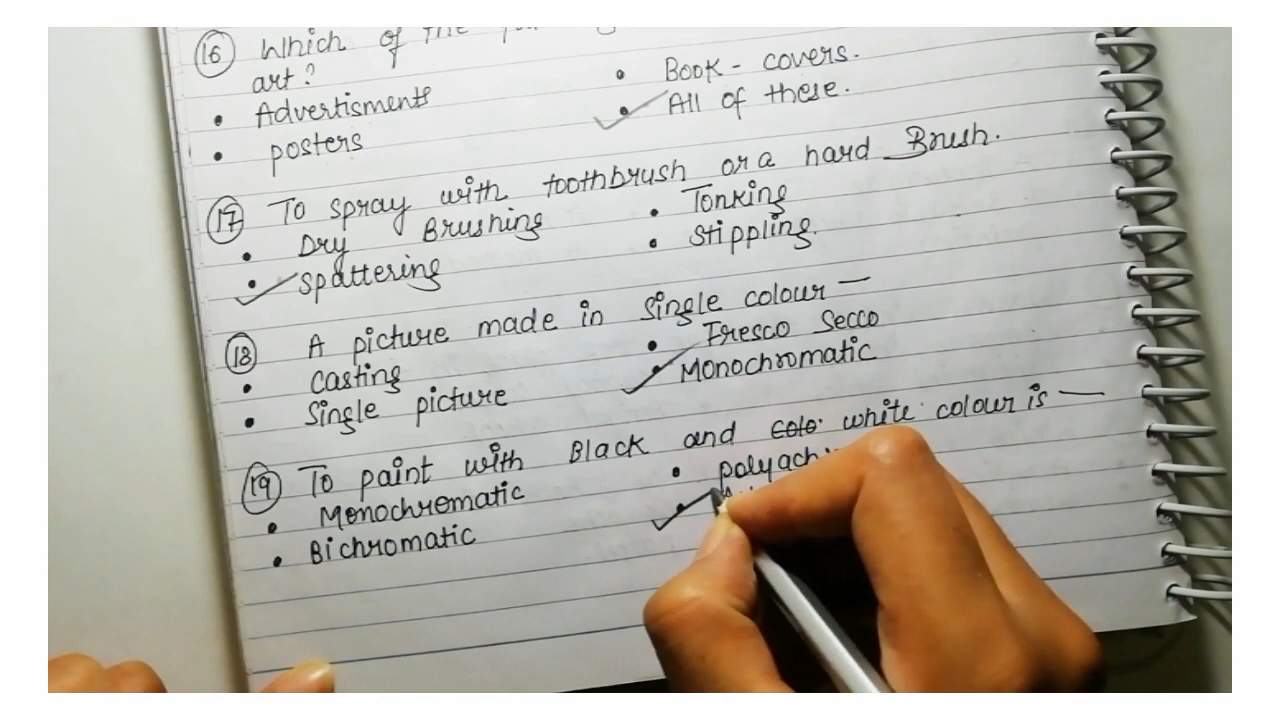 16 Which of the
art?
• Advertisments • Book - covers.
• posters • All of these.
17 To spray with toothbrush or a hard Brush.
• Dry Brushing • Tonking
• Spattering • Stippling.
18 A picture made in single colour —
• Casting • Fresco Secco
• Single picture • Monochromatic
19 To paint with Black and white colour is —
• Monochromatic
• Bichromatic